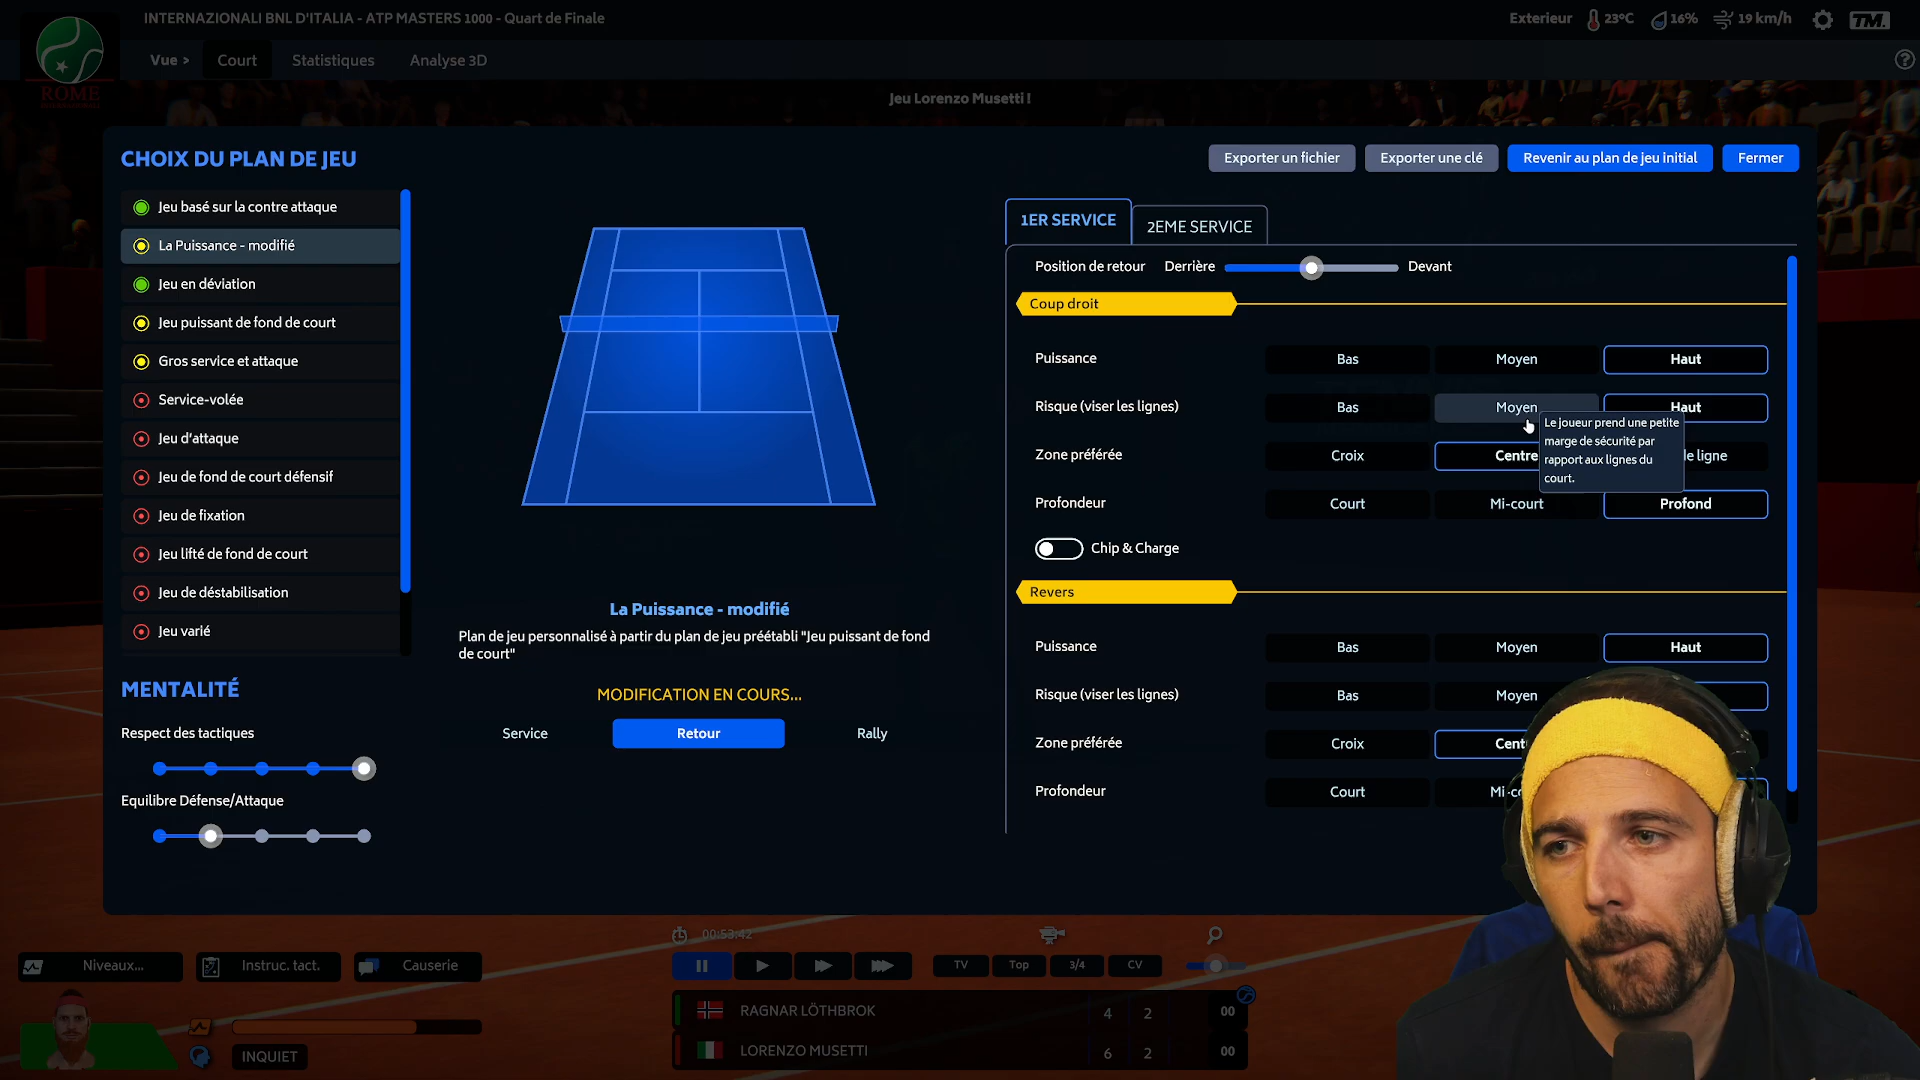 INTERNAZIONALI BNL D'ITALIA - ATP MASTERS 1000 - Quart de Finale
Exterieur 23°C 16% 19 km/h TM.
ROME
Vue > Court Statistiques Analyse 3D
Jeu Lorenzo Musetti !
CHOIX DU PLAN DE JEU
Exporter un fichier Exporter une clé Revenir au plan de jeu initial Fermer
Jeu basé sur la contre attaque
La Puissance - modifié
Jeu en déviation
Jeu puissant de fond de court
Gros service et attaque
Service-volée
Jeu d'attaque
Jeu de fond de court défensif
Jeu de fixation
Jeu lifté de fond de court
Jeu de déstabilisation
Jeu varié
MENTALITÉ
Respect des tactiques
Equilibre Défense/Attaque
La Puissance - modifié
Plan de jeu personnalisé à partir du plan de jeu préétabli "Jeu puissant de fond
de court"
MODIFICATION EN COURS...
Service Retour Rally
1ER SERVICE 2EME SERVICE
Position de retour Derrière Devant
Coup droit
Puissance Bas Moyen Haut
Risque (viser les lignes) Bas Moyen Haut
Le joueur prend une petite
marge de sécurité par
rapport aux lignes du
court.
Zone préférée Croix Centre de ligne
Profondeur Court Mi-court Profond
Chip & Charge
Revers
Puissance Bas Moyen Haut
Risque (viser les lignes) Bas Moyen
Zone préférée Croix Cent
Profondeur Court Mi-co
00:53:42
Niveaux... Instruc. tact. Causerie
TV Top 3/4 CV
RAGNAR LÖTHBROK 4 2 00
LORENZO MUSETTI 6 2 00
INQUIET